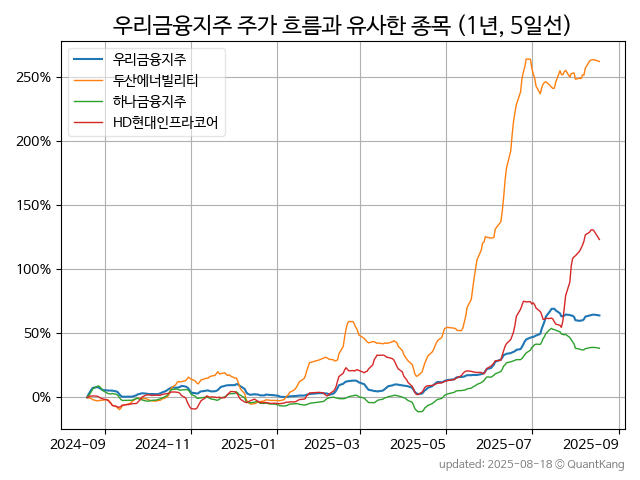 우리금융지주 주가 흐름과 유사한 종목 (1년, 5일선)
우리금융지주
두산에너빌리티
하나금융지주
HD현대인프라코어
250%
200%
150%
100%
50%
0%
2024-09 2024-11 2025-01 2025-03 2025-05 2025-07 2025-09
updated: 2025-08-18 © QuantKang